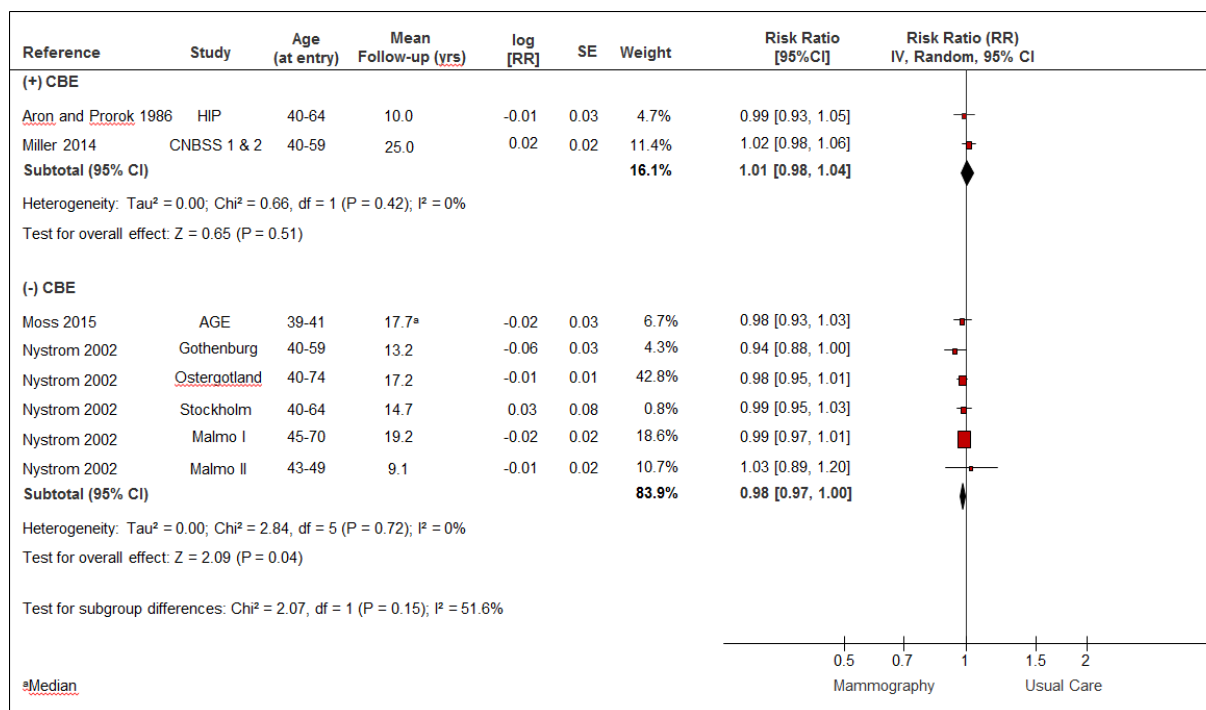 Reference Study Age (at entry) Mean Follow-up (yrs) log [RR] SE Weight Risk Ratio [95%CI] Risk Ratio (RR) IV, Random, 95% CI
(+) CBE
Aron and Prorok 1986 HIP 40-64 10.0 -0.01 0.03 4.7% 0.99 [0.93, 1.05]
Miller 2014 CNBSS 1 & 2 40-59 25.0 0.02 0.02 11.4% 1.02 [0.98, 1.06]
Subtotal (95% CI) 16.1% 1.01 [0.98, 1.04]
Heterogeneity: Tau² = 0.00; Chi² = 0.66, df = 1 (P = 0.42); I² = 0%
Test for overall effect: Z = 0.65 (P = 0.51)
(-) CBE
Moss 2015 AGE 39-41 17.7ª -0.02 0.03 6.7% 0.98 [0.93, 1.03]
Nystrom 2002 Gothenburg 40-59 13.2 -0.06 0.03 4.3% 0.94 [0.88, 1.00]
Nystrom 2002 Ostergotland 40-74 17.2 -0.01 0.01 42.8% 0.98 [0.95, 1.01]
Nystrom 2002 Stockholm 40-64 14.7 0.03 0.08 0.8% 0.99 [0.95, 1.03]
Nystrom 2002 Malmo I 45-70 19.2 -0.02 0.02 18.6% 0.99 [0.97, 1.01]
Nystrom 2002 Malmo II 43-49 9.1 -0.01 0.02 10.7% 1.03 [0.89, 1.20]
Subtotal (95% CI) 83.9% 0.98 [0.97, 1.00]
Heterogeneity: Tau² = 0.00; Chi² = 2.84, df = 5 (P = 0.72); I² = 0%
Test for overall effect: Z = 2.09 (P = 0.04)
Test for subgroup differences: Chi² = 2.07, df = 1 (P = 0.15); I² = 51.6%
0.5 0.7 1 1.5 2
ªMedian Mammography Usual Care